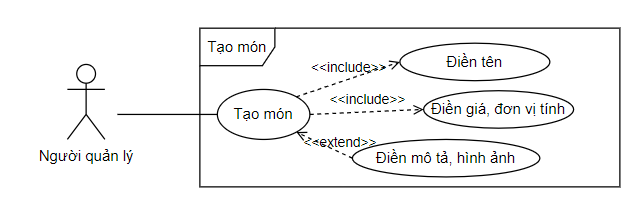 Tạo món
<<include>>
Điền tên
<<include>>
Tạo món
Điền giá, đơn vị tính
<<extend>>
Điền mô tả, hình ảnh
Người quản lý